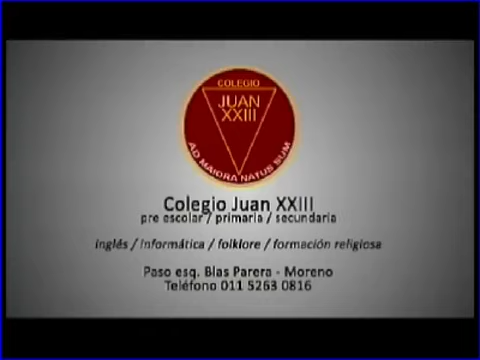 COLEGIO
JUAN
XXIII
AD MAIORA NATUS SUM
Colegio Juan XXIII
pre escolar / primaria / secundaria
inglés / informática / folklore / formación religiosa
Paso esq. Blas Parera - Moreno
Teléfono 011 5263 0816